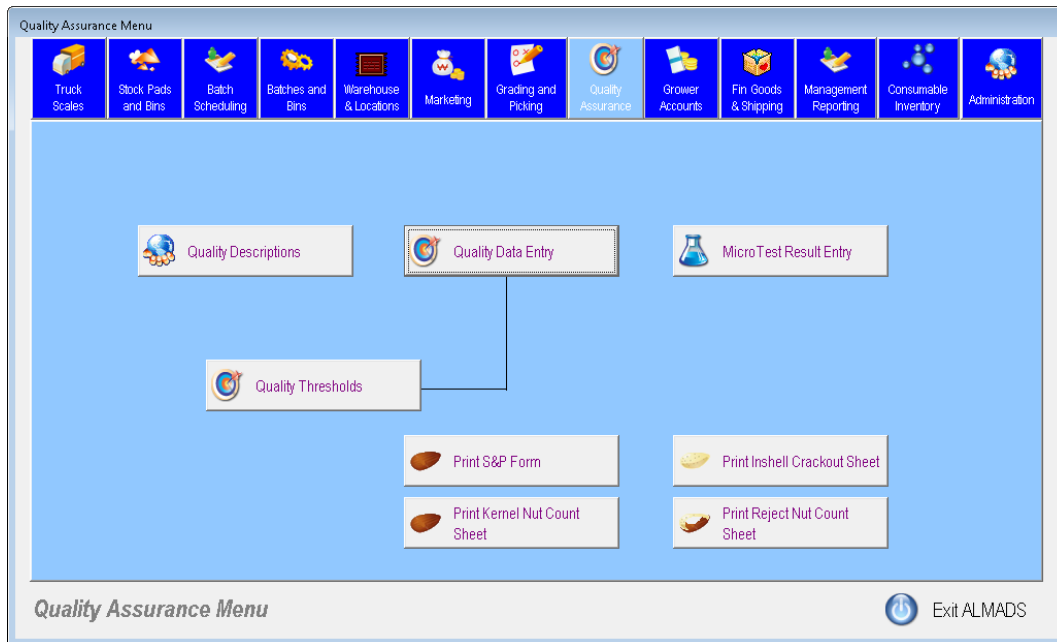 Quality Assurance Menu
Truck
Scales
Stock Pads
and Bins
Batch
Scheduling
Batches and
Bins
Warehouse
& Locations
Marketing
Grading and
Picking
Quality
Assurance
Grower
Accounts
Fin Goods
& Shipping
Management
Reporting
Consumable
Inventory
Administration
Quality Descriptions
Quality Data Entry
MicroTest Result Entry
Quality Thresholds
Print S&P Form
Print Inshell Crackout Sheet
Print Kernel Nut Count
Sheet
Print Reject Nut Count
Sheet
Quality Assurance Menu
Exit ALMADS